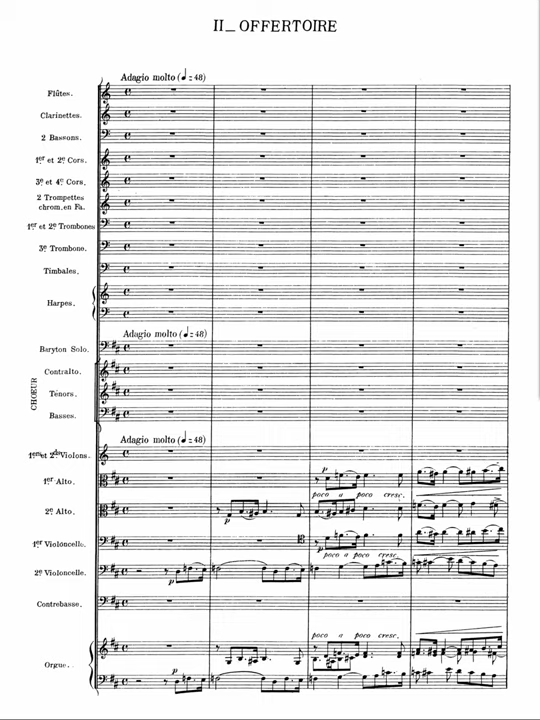 II_ OFFERTOIRE
Adagio molto (♩=48)
Flûtes.
Clarinettes.
2 Bassons.
1er et 2e Cors.
3e et 4e Cors.
2 Trompettes
chrom. en Fa.
1er et 2e Trombones
3e Trombone.
Timbales.
Harpes.
Adagio molto (♩=48)
Baryton Solo.
CHŒUR
Contralto.
Ténors.
Basses.
Adagio molto (♩=48)
1ers et 2ds Violons.
1er Alto.
p
poco a poco cresc.
2e Alto.
p
1er Violoncelle.
p
poco a poco cresc.
2e Violoncelle.
p
Contrebasse.
poco a poco cresc.
Orgue.
p